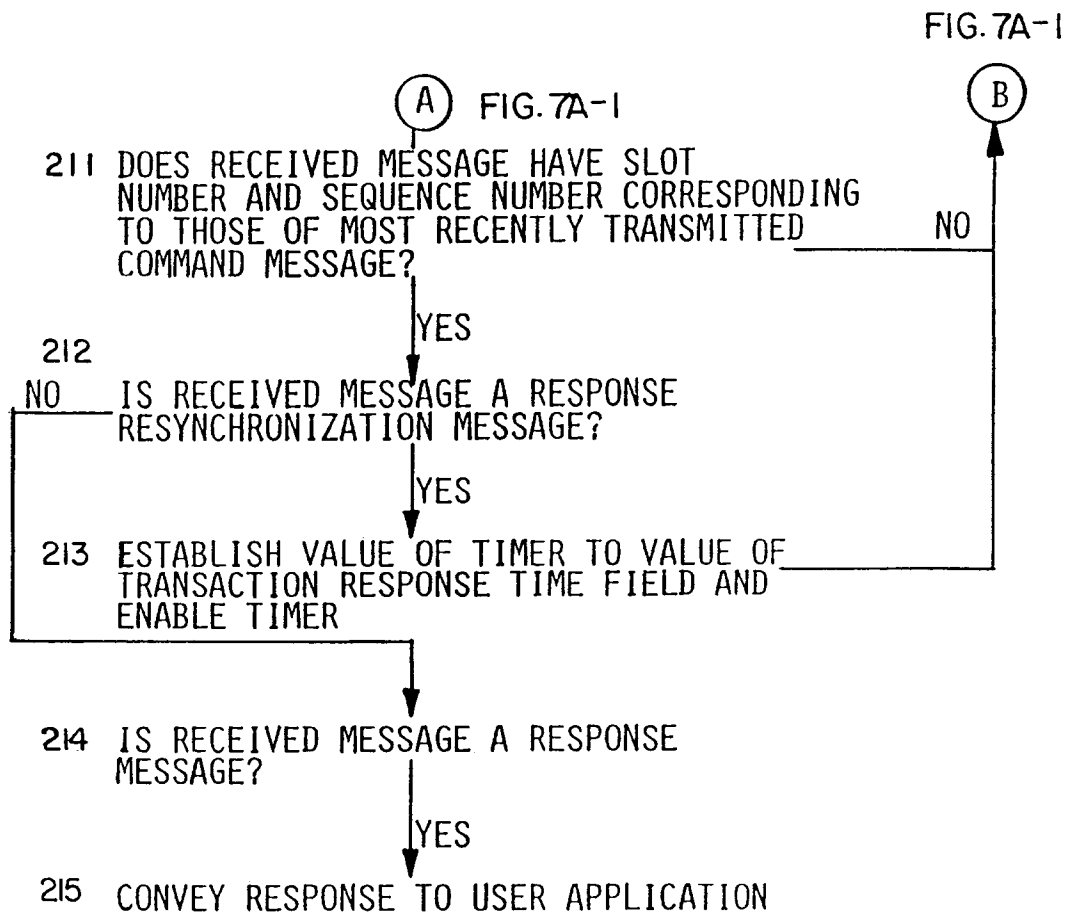 FIG. 7A-1
A FIG. 7A-1
B
211 DOES RECEIVED MESSAGE HAVE SLOT
NUMBER AND SEQUENCE NUMBER CORRESPONDING
TO THOSE OF MOST RECENTLY TRANSMITTED NO
COMMAND MESSAGE?
YES
212
NO IS RECEIVED MESSAGE A RESPONSE
RESYNCHRONIZATION MESSAGE?
YES
213 ESTABLISH VALUE OF TIMER TO VALUE OF
TRANSACTION RESPONSE TIME FIELD AND
ENABLE TIMER
214 IS RECEIVED MESSAGE A RESPONSE
MESSAGE?
YES
215 CONVEY RESPONSE TO USER APPLICATION